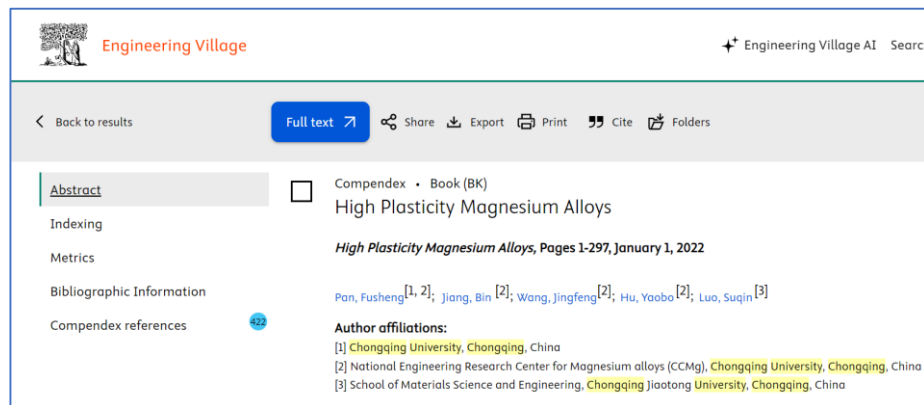 Engineering Village
Engineering Village AI Searc
Back to results
Full text Share Export Print Cite Folders
Abstract
Indexing
Metrics
Bibliographic Information
Compendex references 422
Compendex • Book (BK)
High Plasticity Magnesium Alloys
High Plasticity Magnesium Alloys, Pages 1-297, January 1, 2022
Pan, Fusheng[1, 2]; Jiang, Bin [2]; Wang, Jingfeng[2]; Hu, Yaobo [2]; Luo, Suqin [3]
Author affiliations:
[1] Chongqing University, Chongqing, China
[2] National Engineering Research Center for Magnesium alloys (CCMg), Chongqing University, Chongqing, China
[3] School of Materials Science and Engineering, Chongqing Jiaotong University, Chongqing, China